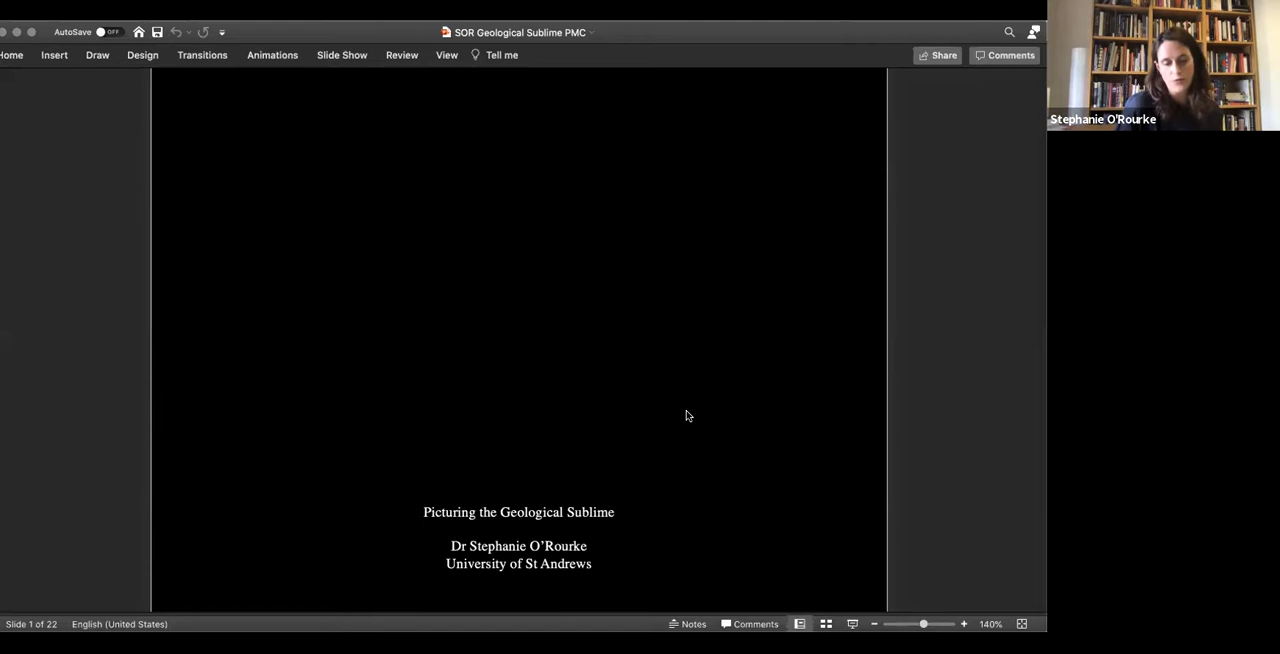 AutoSave OFF
SOR Geological Sublime PMC
Home Insert Draw Design Transitions Animations Slide Show Review View Tell me
Share Comments
Stephanie O'Rourke
Picturing the Geological Sublime
Dr Stephanie O’Rourke
University of St Andrews
Slide 1 of 22 English (United States)
Notes Comments 140%